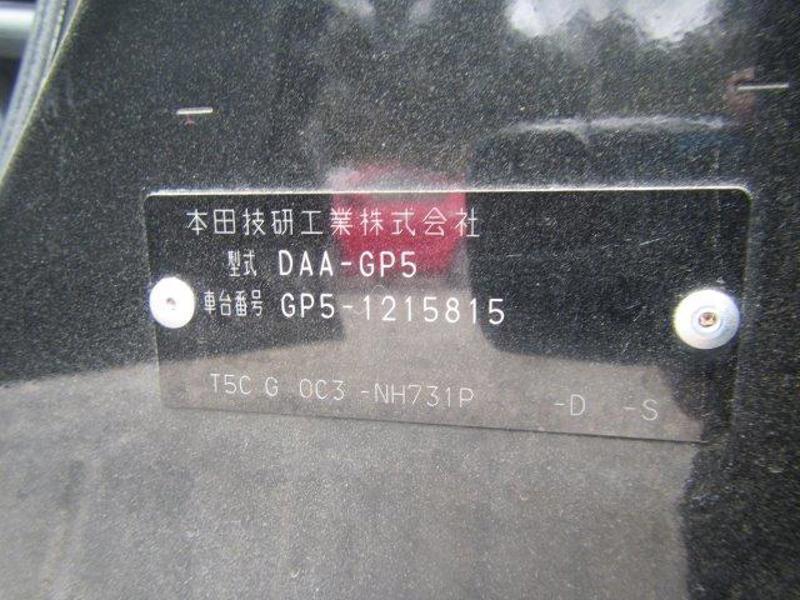 本田技研工業株式会社
型式 DAA-GP5
車台番号 GP5-1215815
T5C G 0C3 -NH731P -D -S